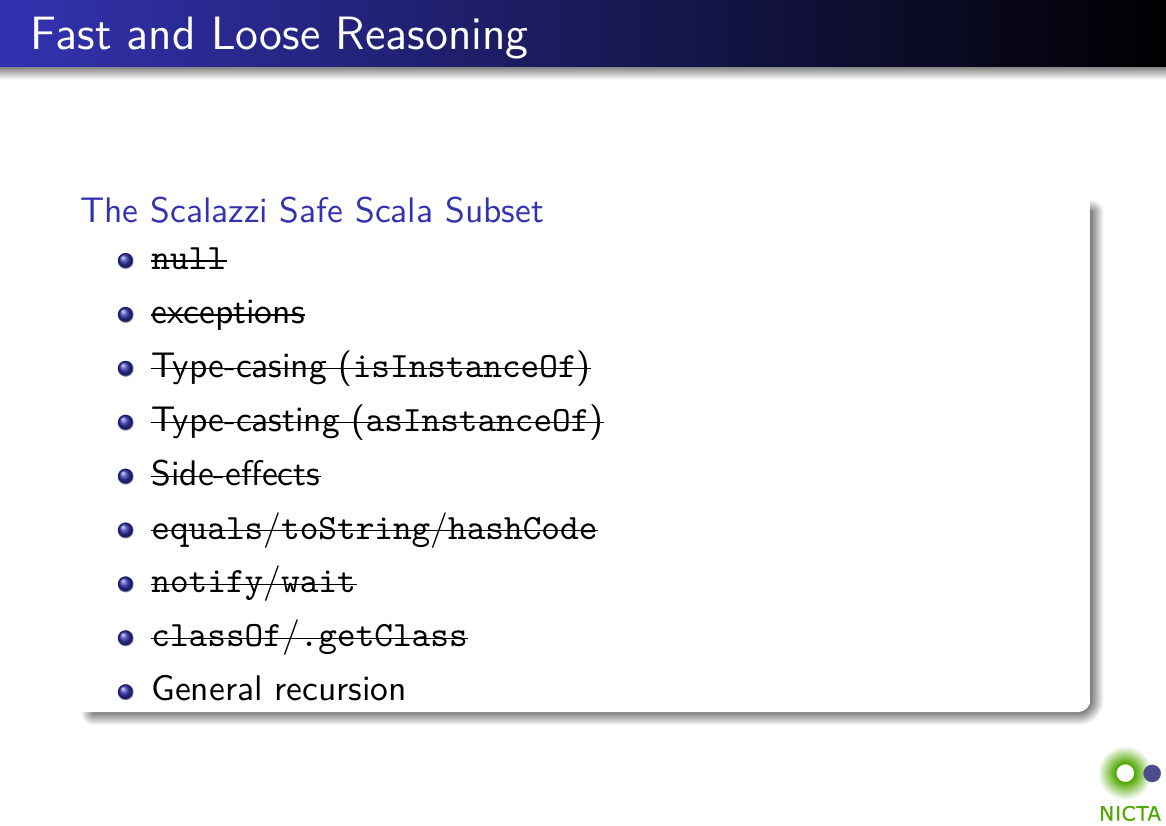 Fast and Loose Reasoning
The Scalazzi Safe Scala Subset
null
exceptions
Type-casing (isInstanceOf)
Type-casting (asInstanceOf)
Side-effects
equals/toString/hashCode
notify/wait
classOf/.getClass
General recursion
NICTA